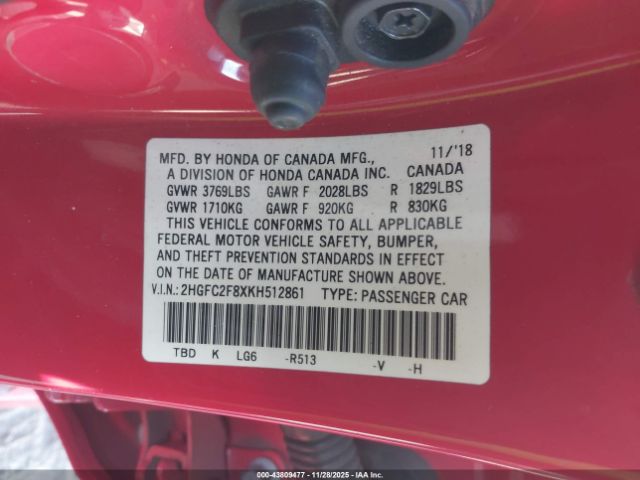 MFD. BY HONDA OF CANADA MFG., 11/'18
A DIVISION OF HONDA CANADA INC. CANADA
GVWR 3769LBS GAWR F 2028LBS R 1829LBS
GVWR 1710KG GAWR F 920KG R 830KG
THIS VEHICLE CONFORMS TO ALL APPLICABLE
FEDERAL MOTOR VEHICLE SAFETY, BUMPER,
AND THEFT PREVENTION STANDARDS IN EFFECT
ON THE DATE OF MANUFACTURE SHOWN ABOVE.
V.I.N.: 2HGFC2F8XKH512861 TYPE: PASSENGER CAR
TBD K LG6 -R513 -V -H
000-43809477 - 11/28/2025 - IAAI.COM